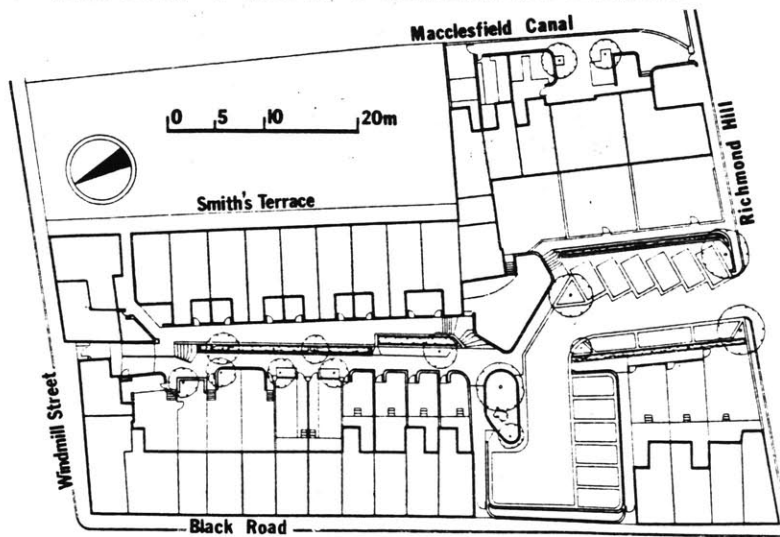 Macclesfield Canal
0 5 10 20m
Richmond Hill
Smith's Terrace
Windmill Street
Black Road